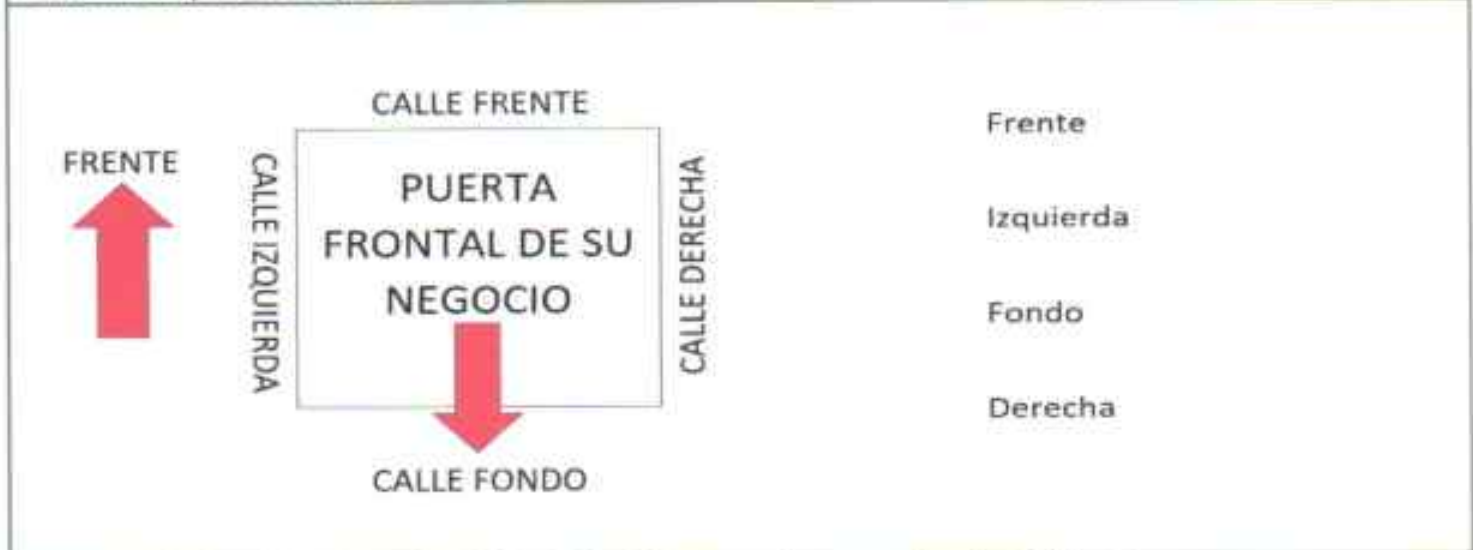 CALLE FRENTE
FRENTE
CALLE IZQUIERDA
PUERTA
FRONTAL DE SU
NEGOCIO
CALLE DERECHA
CALLE FONDO
Frente
Izquierda
Fondo
Derecha